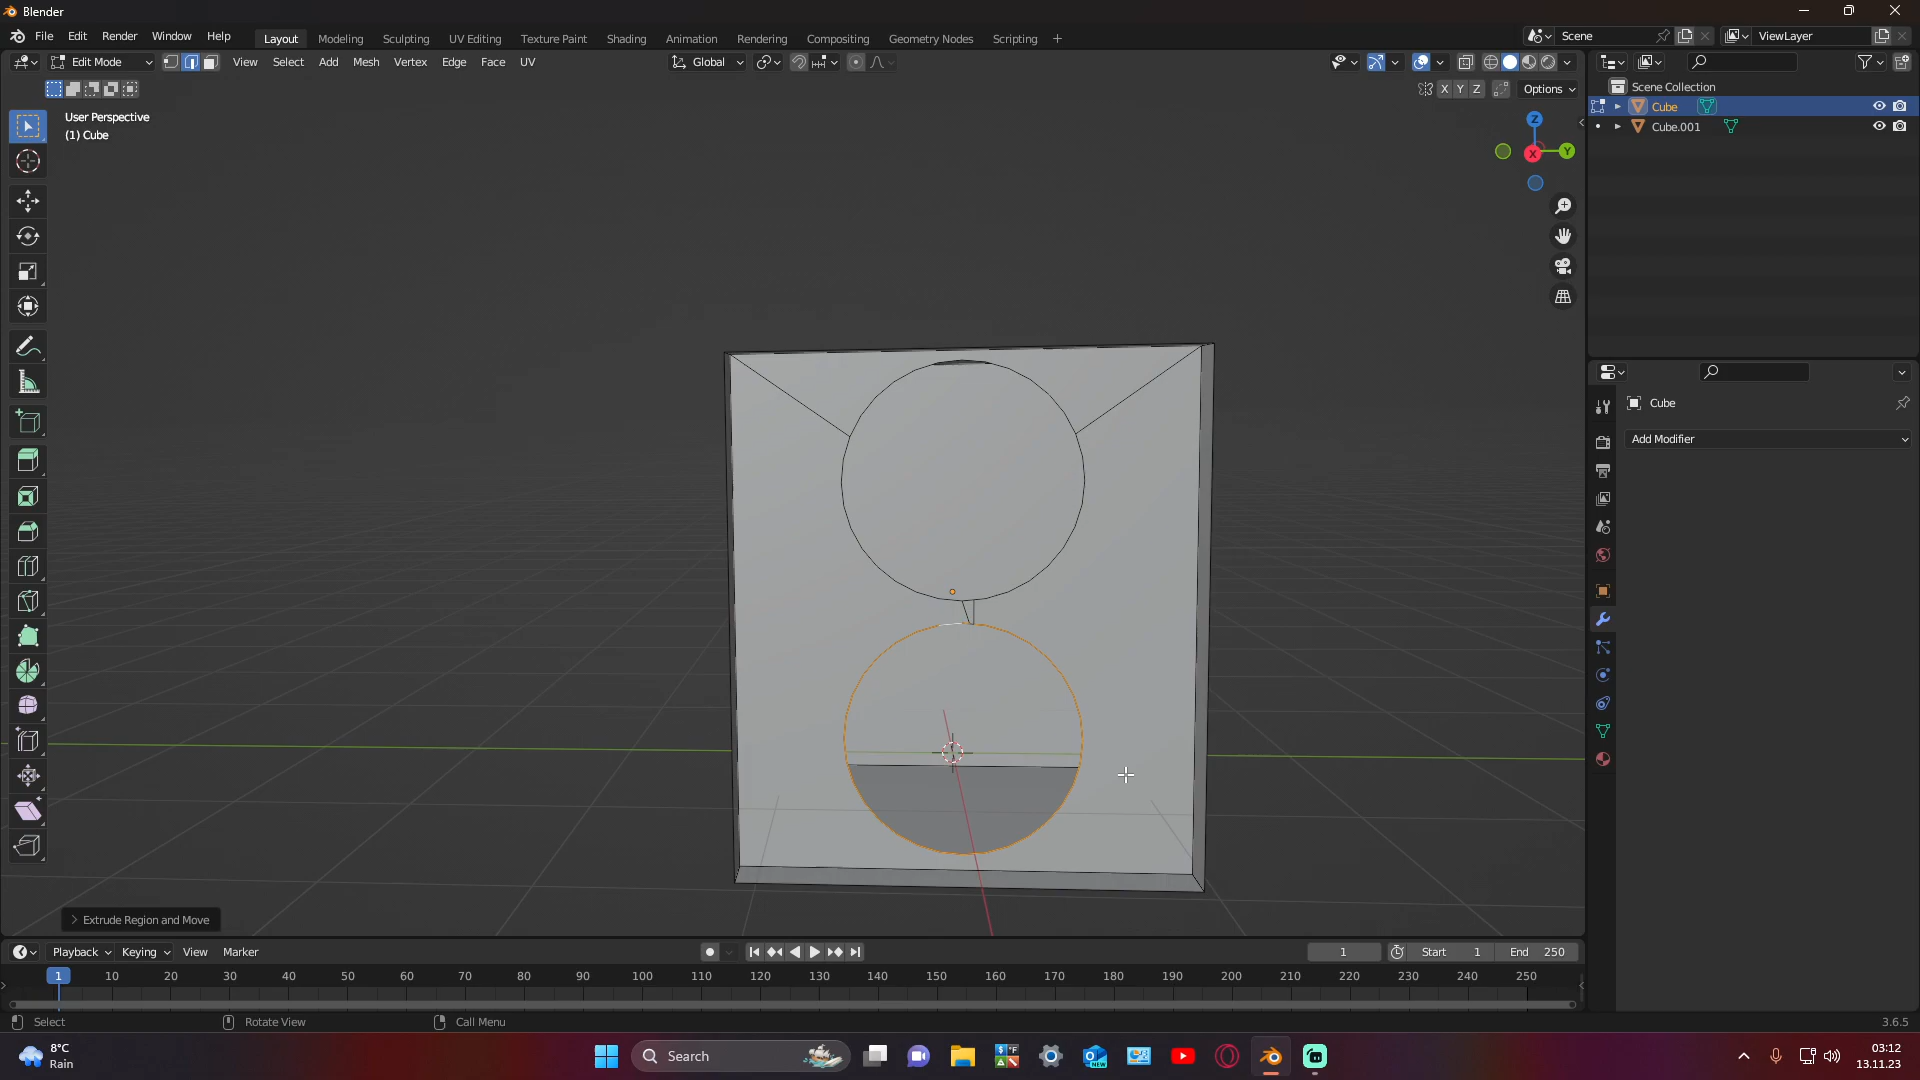 Blender
File Edit Render Window Help
Layout Modeling Sculpting UV Editing Texture Paint Shading Animation Rendering Compositing Geometry Nodes Scripting +
Scene
ViewLayer
Edit Mode
View Select Add Mesh Vertex Edge Face UV
Global
X Y Z
Options
User Perspective
(1) Cube
Z
Y
X
Scene Collection
Cube
Cube.001
Cube
Add Modifier
Extrude Region and Move
Playback Keying View Marker
1
Start 1 End 250
1 10 20 30 40 50 60 70 80 90 100 110 120 130 140 150 160 170 180 190 200 210 220 230 240 250
Select
Rotate View
Call Menu
3.6.5
8°C
Rain
Search
NEW
03:12
13.11.23